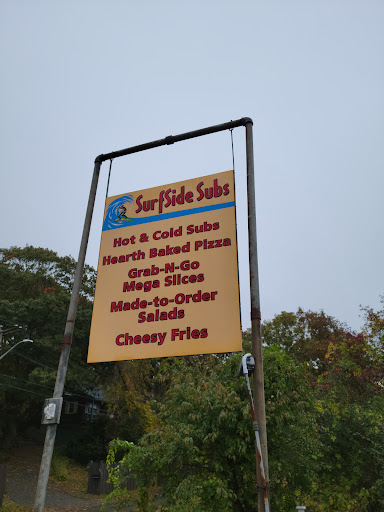 SurfSide Subs
Hot & Cold Subs
Hearth Baked Pizza
Grab-N-Go
Mega Slices
Made-to-Order
Salads
Cheesy Fries